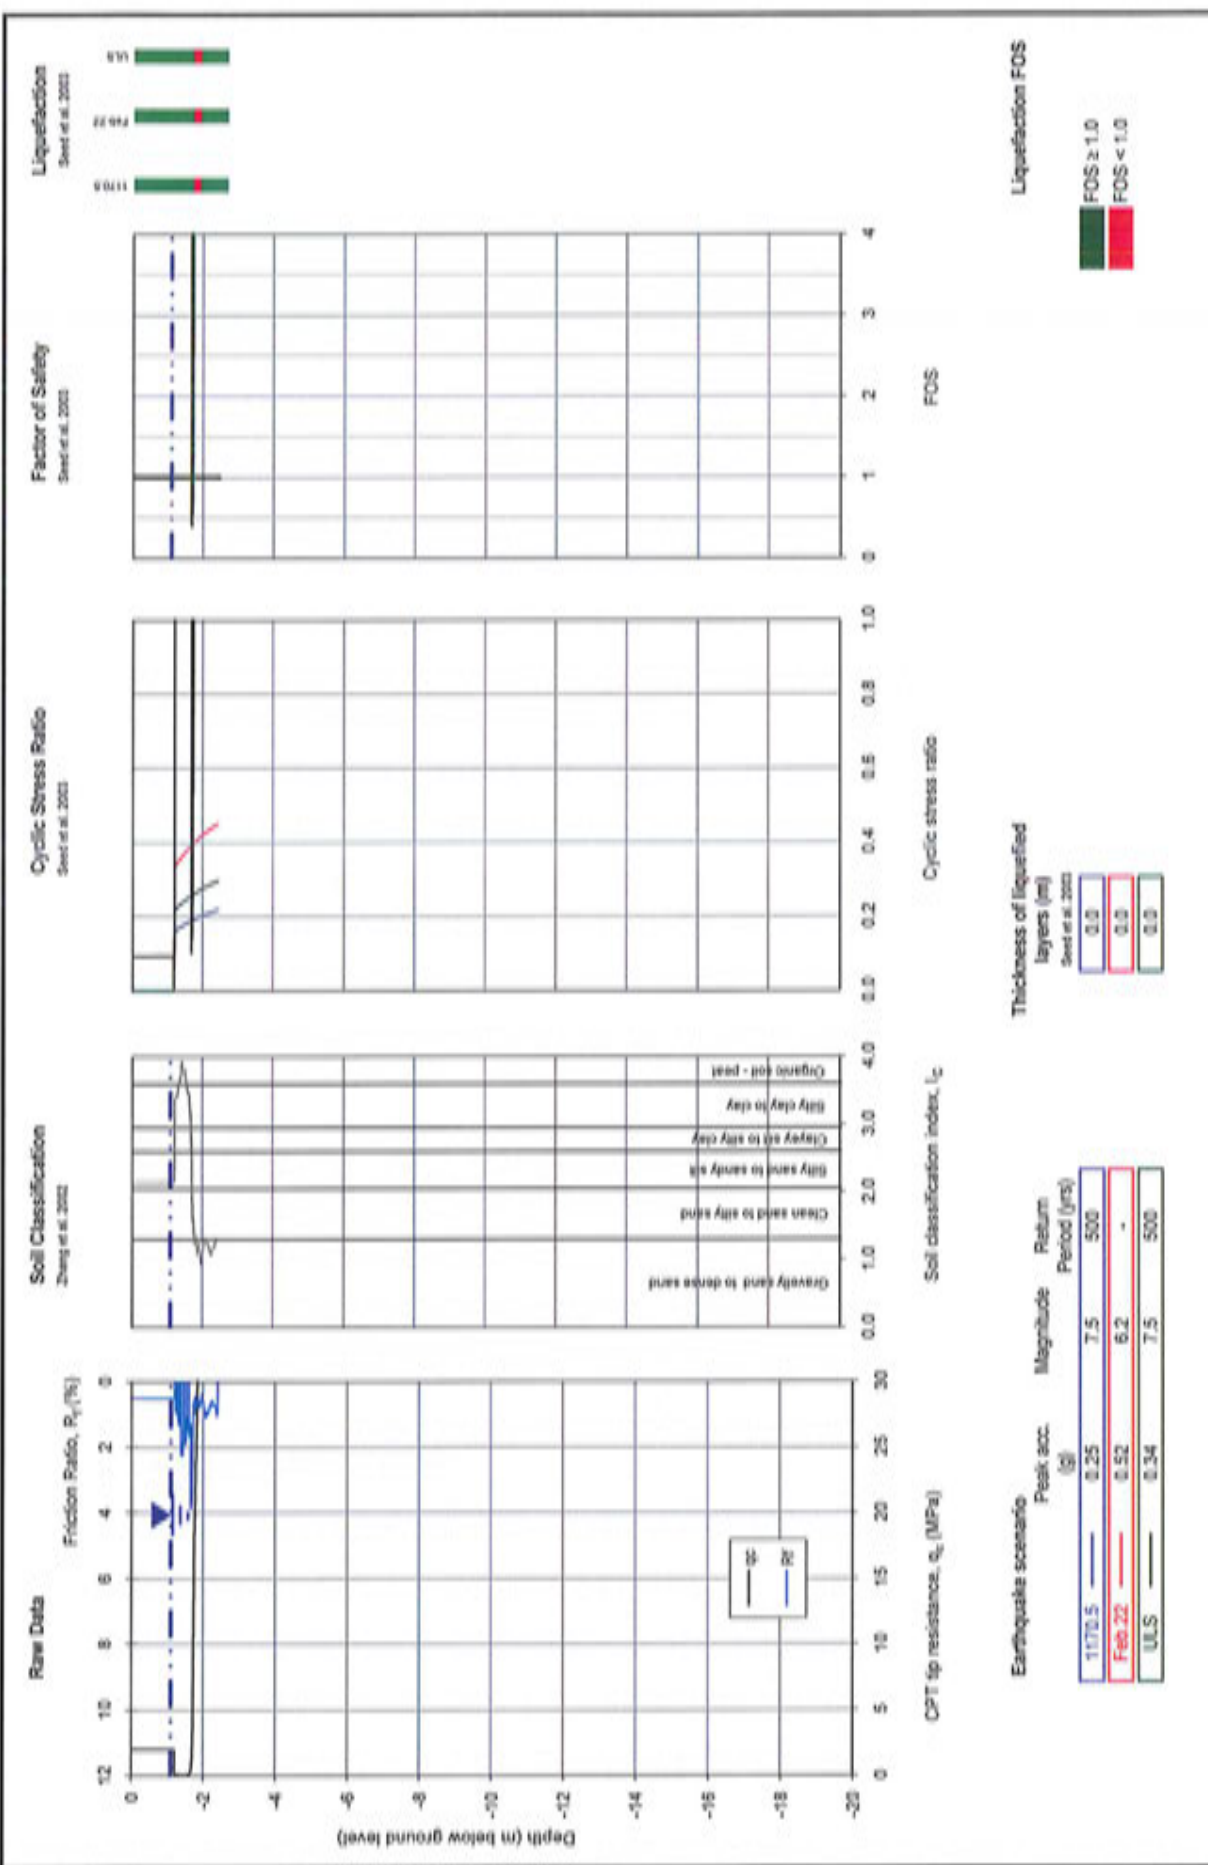 Raw Data
Soil Classification
Zhang et al. 2002
Cyclic Stress Ratio
Seed et al. 2003
Factor of Safety
Seed et al. 2003
Liquefaction
Seed et al. 2003
Friction Ratio, Rf (%)
12 10 8 6 4 2 0
1170.5 Feb.22 ULS
Depth (m below ground level)
0
-2
-4
-6
-8
-10
-12
-14
-16
-18
-20
qc
Rf
Gravelly sand to dense sand
Clean sand to silty sand
Silty sand to sandy silt
Clayey silt to silty clay
Silty clay to clay
Organic soil - peat
0 5 10 15 20 25 30
0.0 1.0 2.0 3.0 4.0
0.0 0.2 0.4 0.6 0.8 1.0
0 1 2 3 4
CPT tip resistance, qc (MPa)
Soil classification index, IC
Cyclic stress ratio
FOS
Earthquake scenario
Peak acc. (g)
Magnitude
Return Period (yrs)
1170.5 0.25 7.5 500
Feb.22 0.52 6.2 -
ULS 0.34 7.5 500
Thickness of liquefied
layers (m)
Seed et al. 2003
0.0
0.0
0.0
Liquefaction FOS
FOS ≥ 1.0
FOS < 1.0